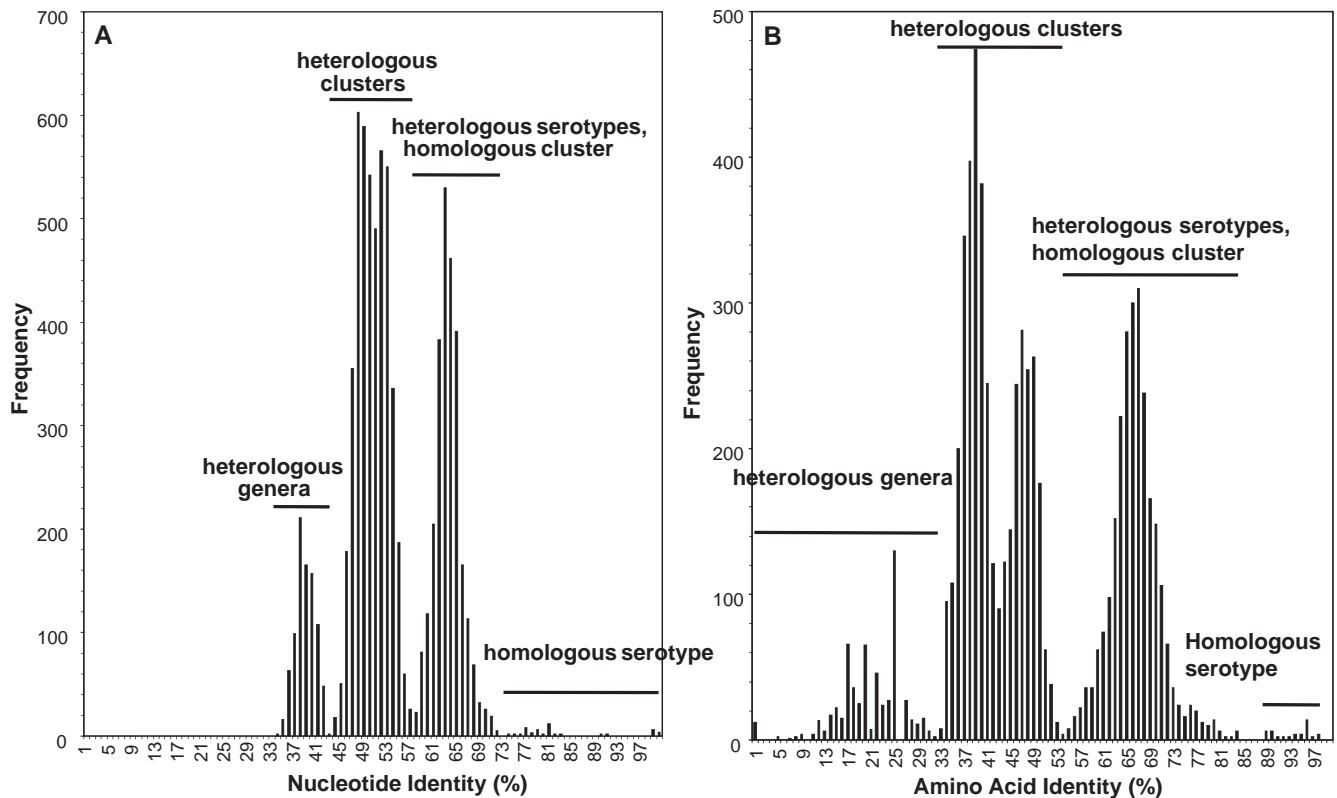 A
700
600
500
400
300
200
100
0
Frequency
heterologous
clusters
heterologous serotypes,
homologous cluster
heterologous
genera
homologous serotype
1 5 9 13 17 21 25 29 33 37 41 45 49 53 57 61 65 69 73 77 81 85 89 93 97
Nucleotide Identity (%)
B
500
400
300
200
100
0
Frequency
heterologous clusters
heterologous serotypes,
homologous cluster
heterologous genera
Homologous
serotype
1 5 9 13 17 21 25 29 33 37 41 45 49 53 57 61 65 69 73 77 81 85 89 93 97
Amino Acid Identity (%)